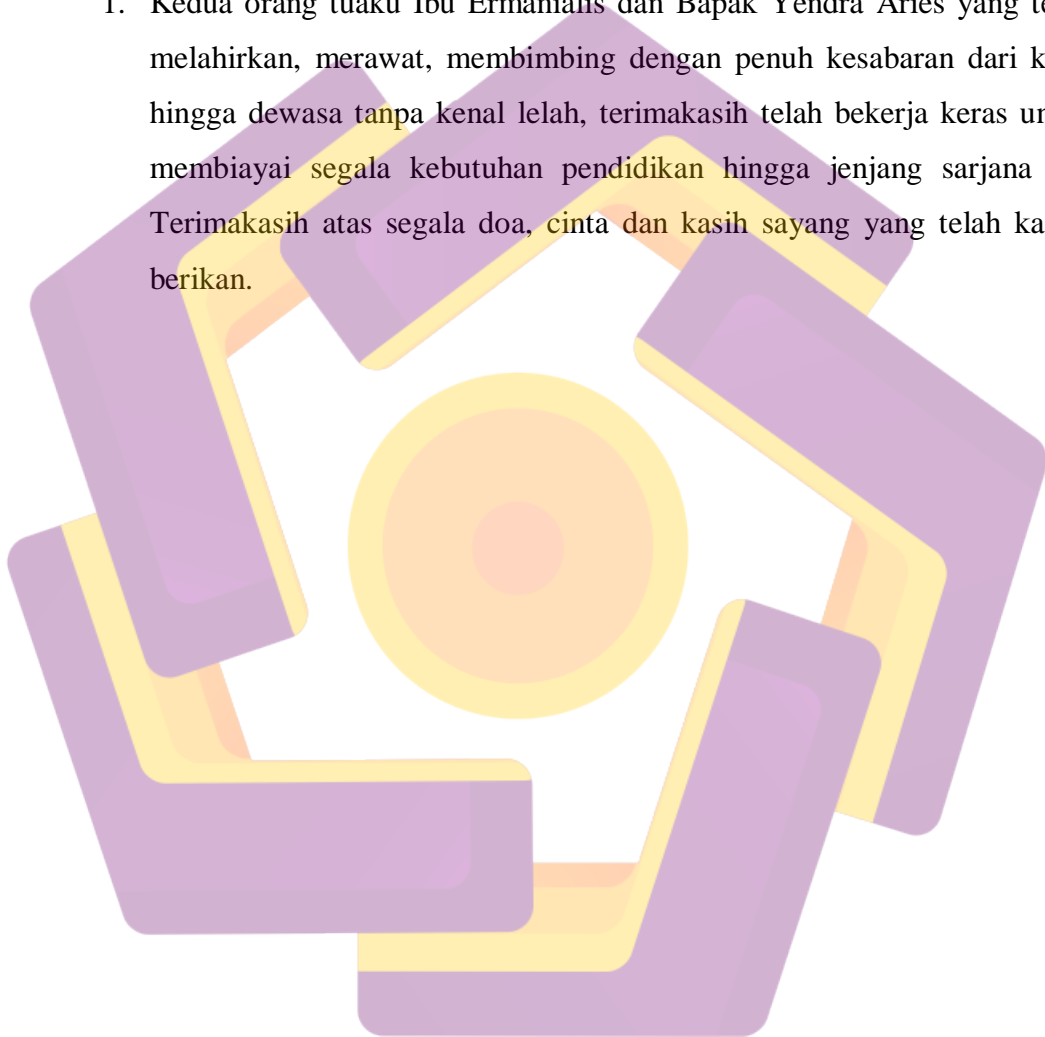 1. Kedua orang tuaku Ibu Ermanialis dan Bapak Yendra Aries yang
melahirkan, merawat, membimbing dengan penuh kesabaran dari
hingga dewasa tanpa kenal lelah, terimakasih telah bekerja keras
membiayai segala kebutuhan pendidikan hingga jenjang sarjana
Terimakasih atas segala doa, cinta dan kasih sayang yang telah
berikan.